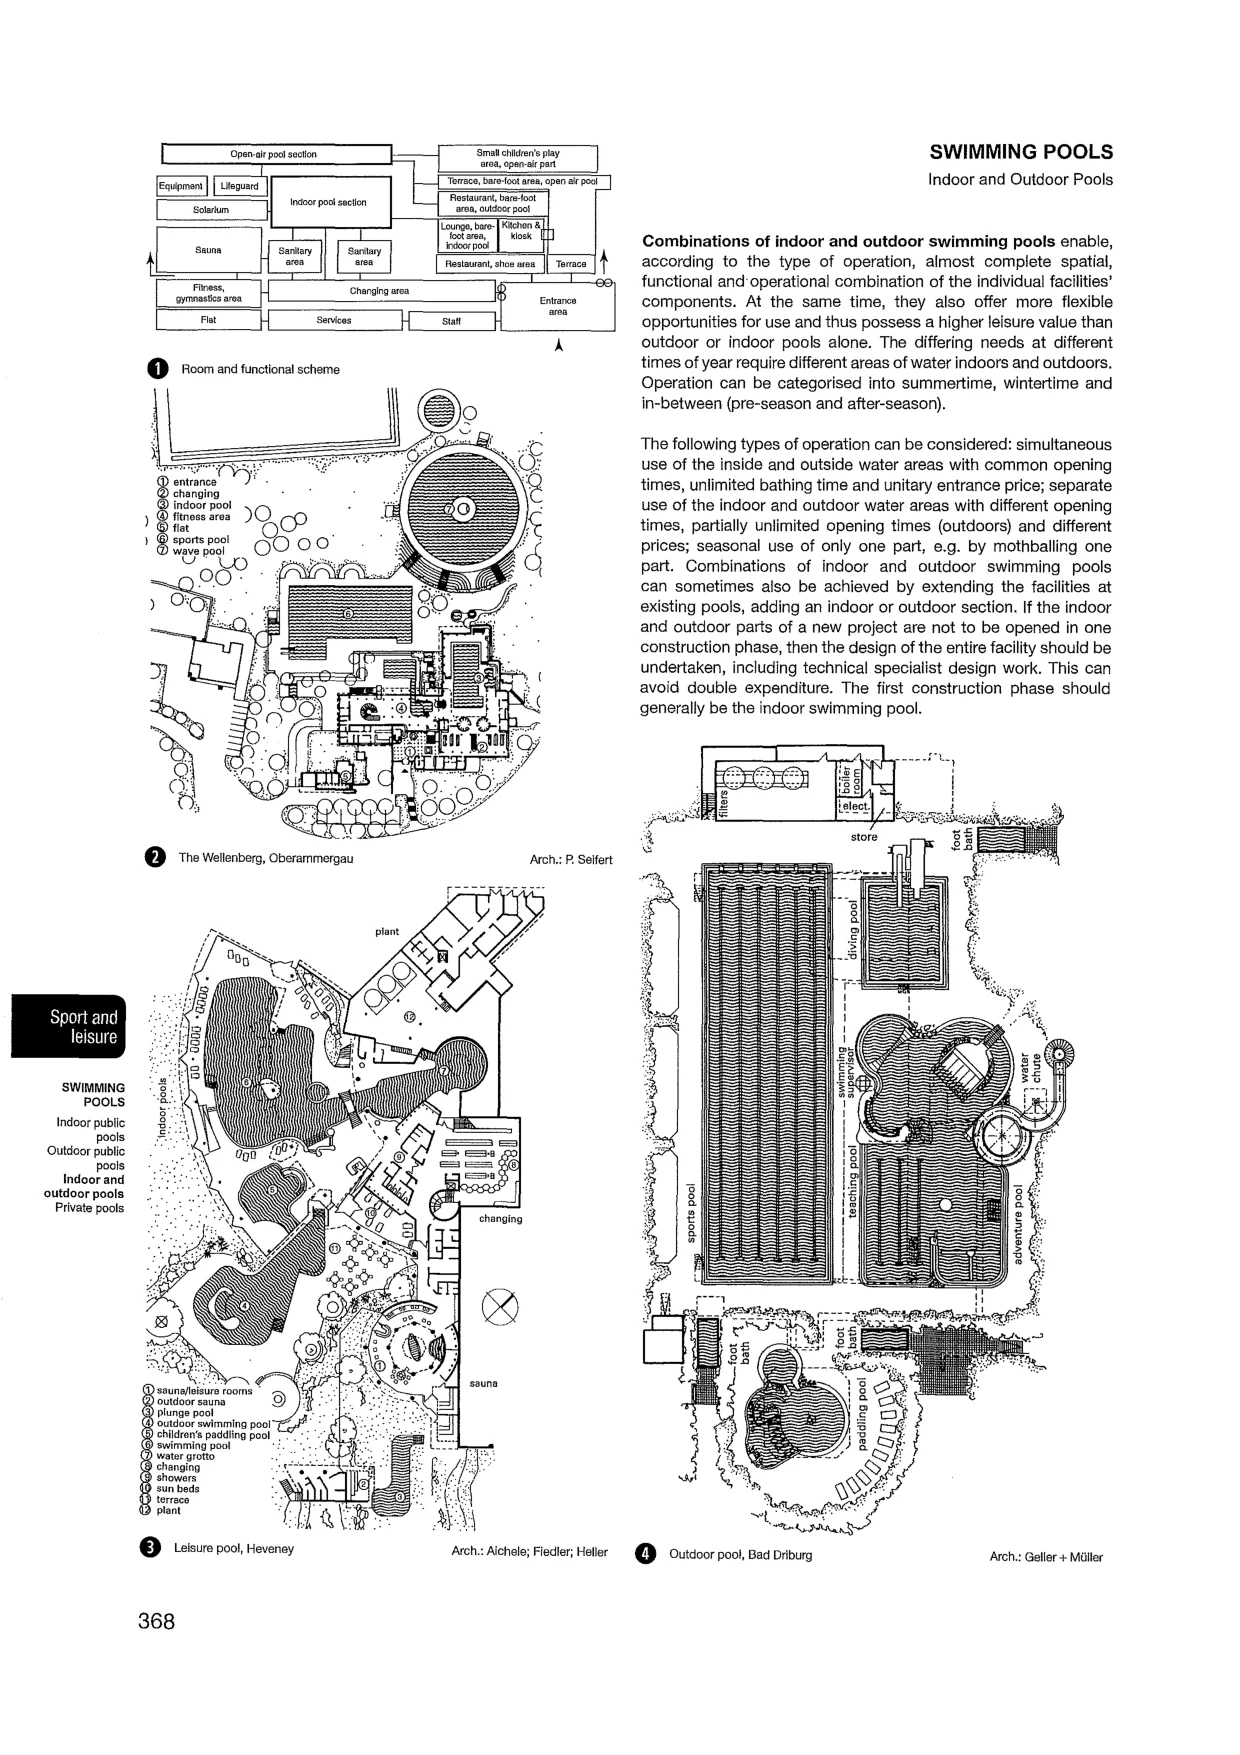 SWIMMING POOLS
Indoor and Outdoor Pools
Open-air pool section
Small children's play
area, open-air part
Equipment
Lifeguard
Indoor pool section
Terrace, bare-foot area, open air pool
Solarium
Restaurant, bare-foot
area, outdoor pool
Lounge, bare-
foot area,
indoor pool
Kitchen &
kiosk
Sauna
Sanitary
area
Sanitary
area
Restaurant, shoe area
Terrace
Fitness,
gymnastics area
Changing area
Entrance
area
Flat
Services
Staff
1 Room and functional scheme
1 entrance
2 changing
3 indoor pool
4 fitness area
5 flat
6 sports pool
7 wave pool
2 The Wellenberg, Oberammergau
Arch.: P. Seifert
plant
indoor pools
changing
sauna
1 sauna/leisure rooms
2 outdoor sauna
3 plunge pool
4 outdoor swimming pool
5 children's paddling pool
6 swimming pool
7 water grotto
8 changing
9 showers
10 sun beds
11 terrace
12 plant
3 Leisure pool, Heveney
Arch.: Aichele; Fiedler; Heller
Combinations of indoor and outdoor swimming pools enable,
according to the type of operation, almost complete spatial,
functional and operational combination of the individual facilities'
components. At the same time, they also offer more flexible
opportunities for use and thus possess a higher leisure value than
outdoor or indoor pools alone. The differing needs at different
times of year require different areas of water indoors and outdoors.
Operation can be categorised into summertime, wintertime and
in-between (pre-season and after-season).
The following types of operation can be considered: simultaneous
use of the inside and outside water areas with common opening
times, unlimited bathing time and unitary entrance price; separate
use of the indoor and outdoor water areas with different opening
times, partially unlimited opening times (outdoors) and different
prices; seasonal use of only one part, e.g. by mothballing one
part. Combinations of indoor and outdoor swimming pools
can sometimes also be achieved by extending the facilities at
existing pools, adding an indoor or outdoor section. If the indoor
and outdoor parts of a new project are not to be opened in one
construction phase, then the design of the entire facility should be
undertaken, including technical specialist design work. This can
avoid double expenditure. The first construction phase should
generally be the indoor swimming pool.
filters
boiler
room
elect.
store
foot
bath
diving pool
swimming
supervisor
water
chute
teaching pool
sports pool
adventure pool
foot
bath
foot
bath
paddling pool
4 Outdoor pool, Bad Driburg
Arch.: Geller + Müller
Sport and
leisure
SWIMMING
POOLS
Indoor public
pools
Outdoor public
pools
Indoor and
outdoor pools
Private pools
368